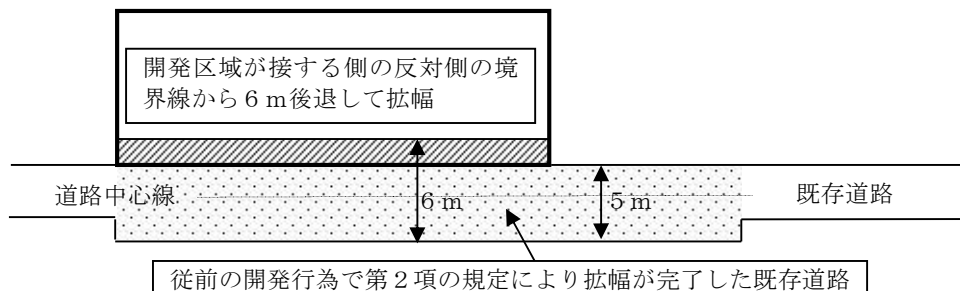 開発区域が接する側の反対側の境
界線から６ｍ後退して拡幅
道路中心線
６ｍ
５ｍ
既存道路
従前の開発行為で第２項の規定により拡幅が完了した既存道路